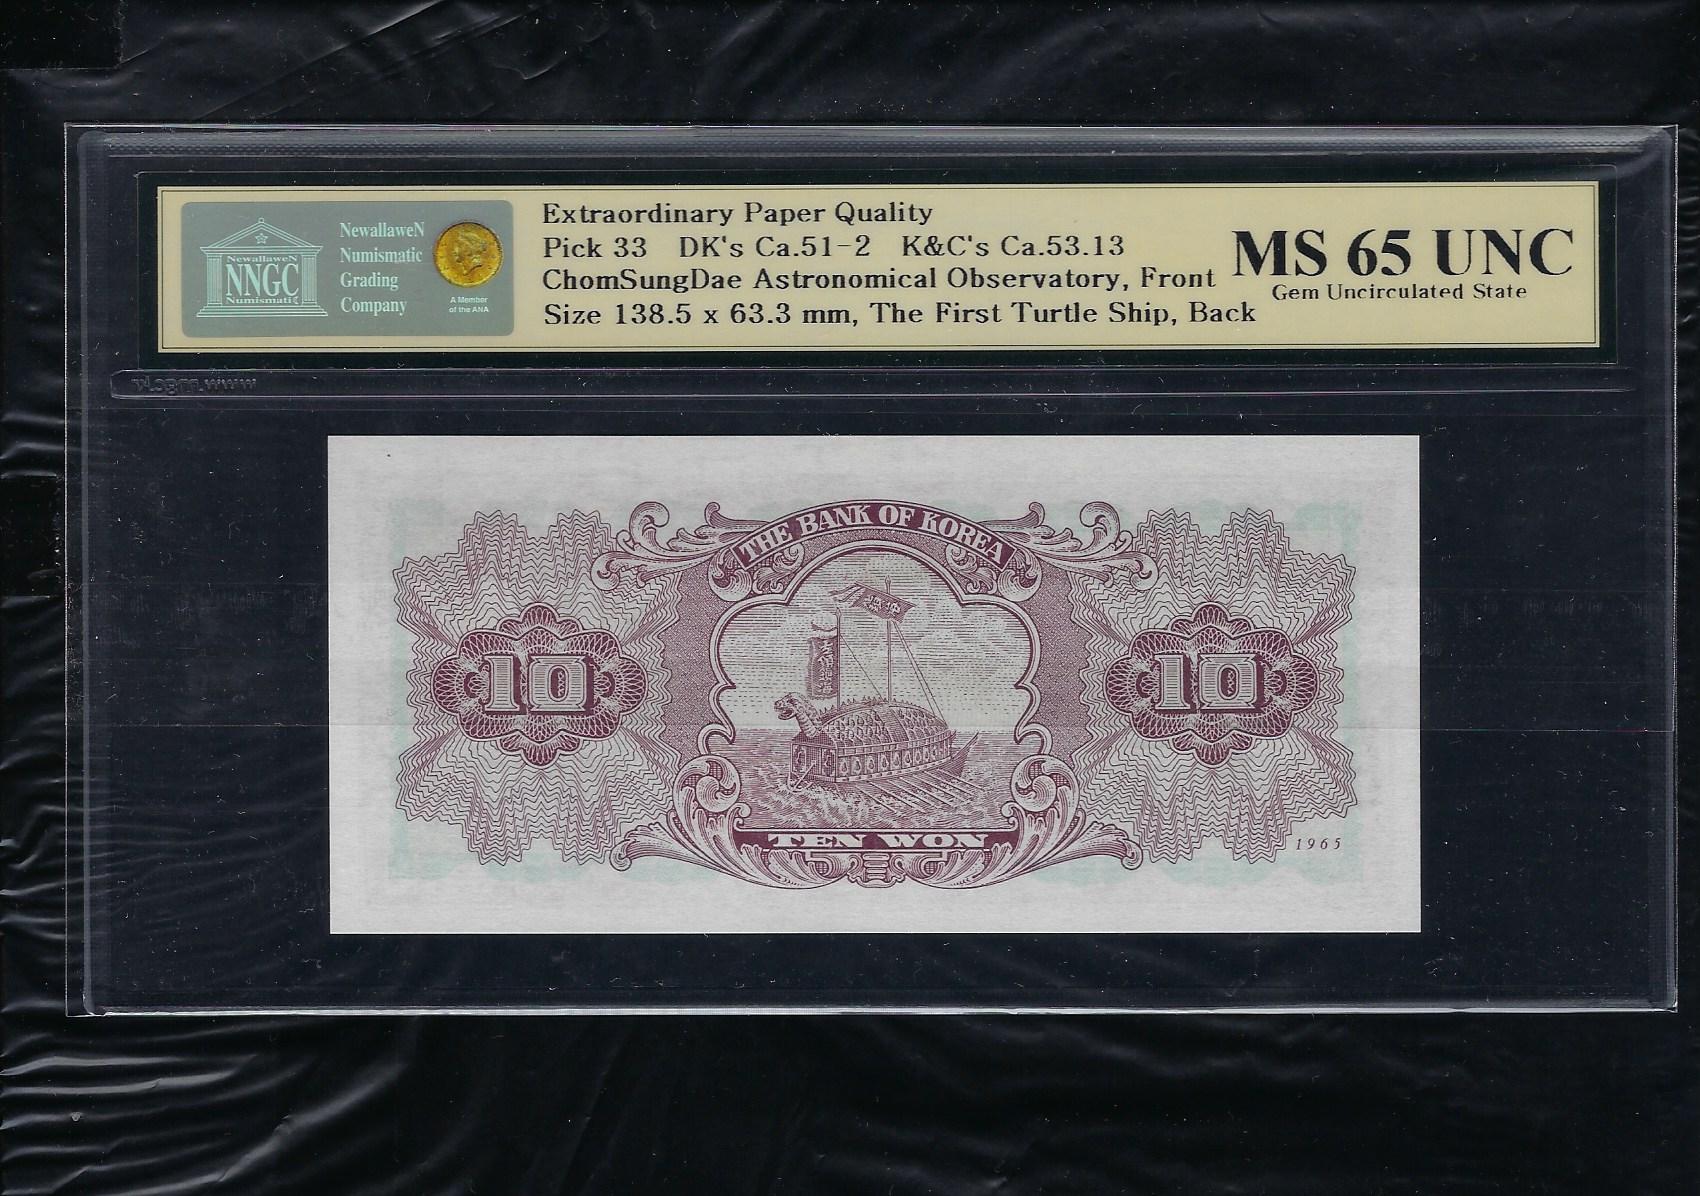 NewallaweN
NNGC
Numismatic
NewallaweN
Numismatic
Grading
Company
A Member
of the ANA
Extraordinary Paper Quality
Pick 33 DK's Ca.51-2 K&C's Ca.53.13
ChomSungDae Astronomical Observatory, Front
Size 138.5 x 63.3 mm, The First Turtle Ship, Back
MS 65 UNC
Gem Uncirculated State
THE BANK OF KOREA
10
10
TEN WON
1965